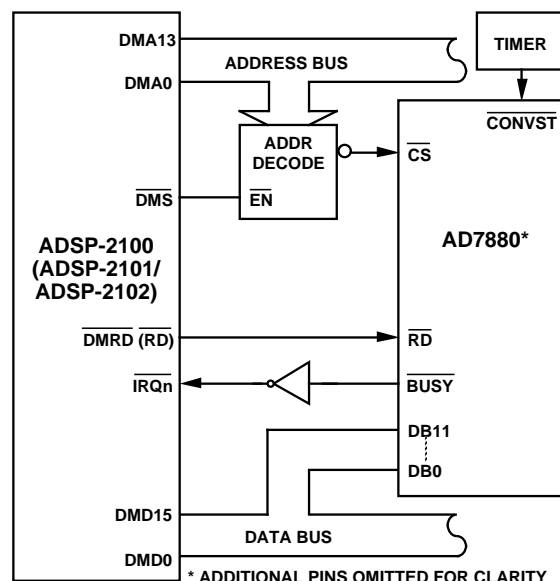 DMA13
ADDRESS BUS
DMA0
TIMER
CONVST
ADDR
DECODE
CS
DMS
EN
ADSP-2100
(ADSP-2101/
ADSP-2102)
AD7880*
DMRD (RD)
RD
IRQn
BUSY
DB11
DB0
DMD15
DATA BUS
DMD0
* ADDITIONAL PINS OMITTED FOR CLARITY